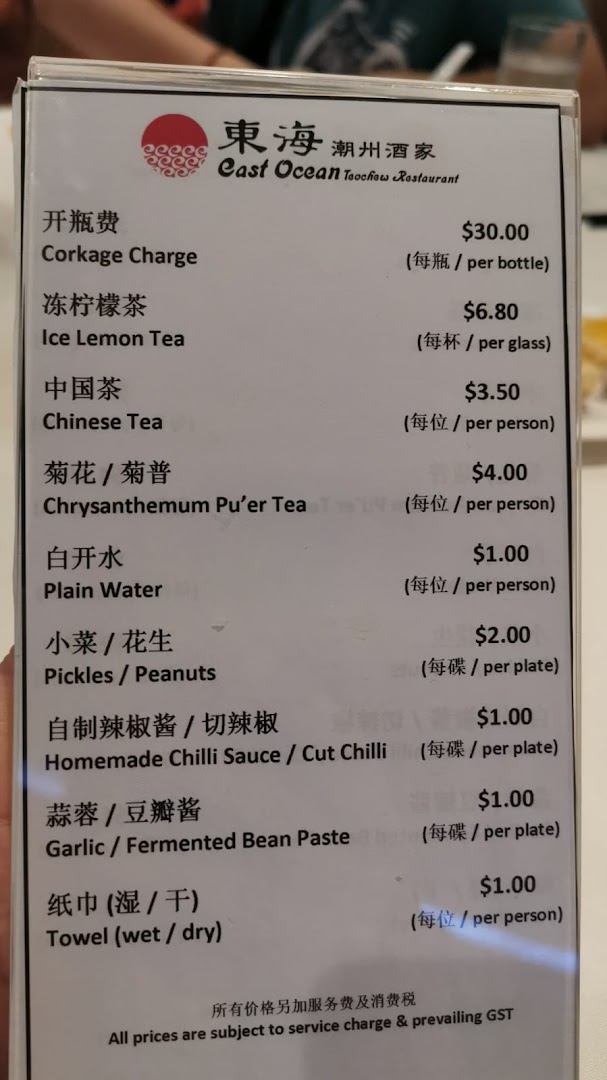 東海 潮州酒家
East Ocean Teochew Restaurant
开瓶费 $30.00
Corkage Charge (每瓶 / per bottle)
冻柠檬茶 $6.80
Ice Lemon Tea (每杯 / per glass)
中国茶 $3.50
Chinese Tea (每位 / per person)
菊花 / 菊普 $4.00
Chrysanthemum Pu’er Tea (每位 / per person)
白开水 $1.00
Plain Water (每位 / per person)
小菜 / 花生 $2.00
Pickles / Peanuts (每碟 / per plate)
自制辣椒酱 / 切辣椒 $1.00
Homemade Chilli Sauce / Cut Chilli (每碟 / per plate)
蒜蓉 / 豆瓣酱 $1.00
Garlic / Fermented Bean Paste (每碟 / per plate)
纸巾 (湿 / 干) $1.00
Towel (wet / dry) (每位 / per person)
所有价格另加服务费及消费税
All prices are subject to service charge & prevailing GST